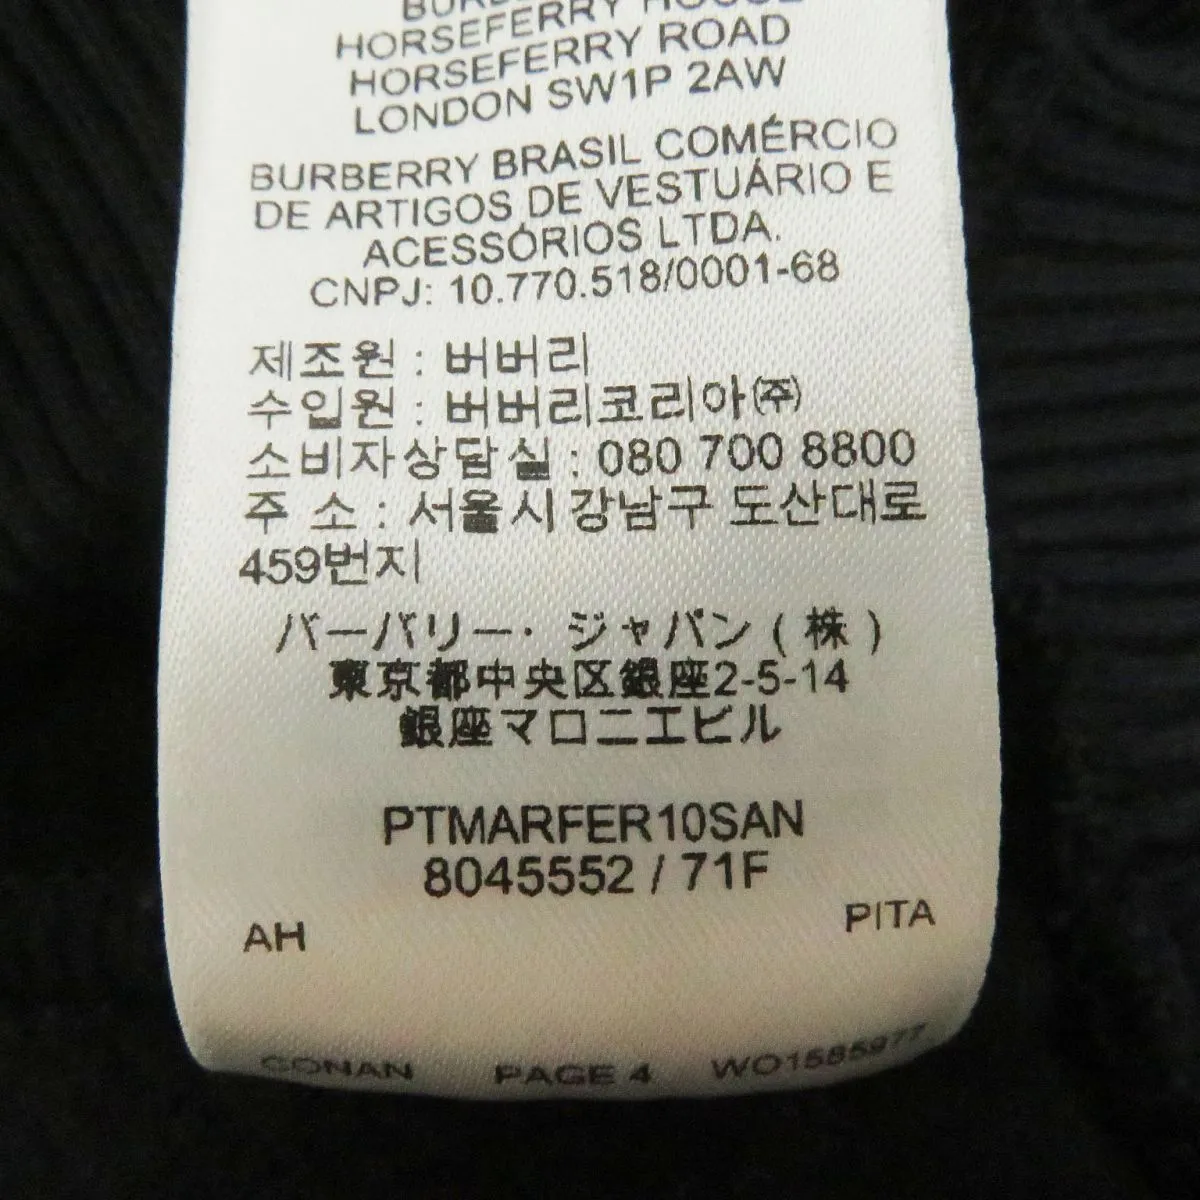 BURBERRY
HORSEFERRY HOUSE
HORSEFERRY ROAD
LONDON SW1P 2AW
BURBERRY BRASIL COMÉRCIO
DE ARTIGOS DE VESTUÁRIO E
ACESSÓRIOS LTDA.
CNPJ: 10.770.518/0001-68
제조원 : 버버리
수입원 : 버버리코리아㈜
소비자상담실 : 080 700 8800
주 소 : 서울시 강남구 도산대로
459번지
バーバリー・ジャパン ( 株 )
東京都中央区銀座2-5-14
銀座マロニエビル
PTMARFER10SAN
8045552 / 71F
AH PITA
CONAN PAGE 4 WO1585977